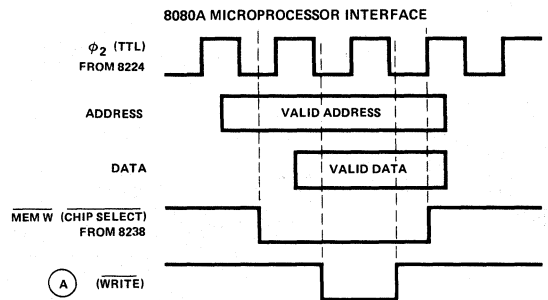 8080A MICROPROCESSOR INTERFACE
ϕ2 (TTL)
FROM 8224
ADDRESS
VALID ADDRESS
DATA
VALID DATA
MEM W (CHIP SELECT)
FROM 8238
A (WRITE)